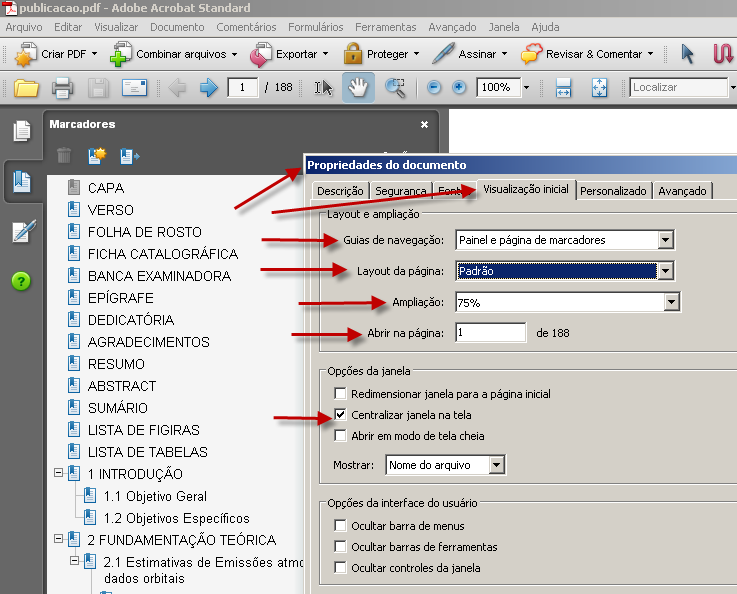 publicacao.pdf - Adobe Acrobat Standard
Arquivo Editar Visualizar Documento Comentários Formulários Ferramentas Avançado Janela Ajuda
Criar PDF Combinar arquivos Exportar Proteger Assinar Revisar & Comentar
1 / 188 100% Localizar
Marcadores
CAPA
VERSO
FOLHA DE ROSTO
FICHA CATALOGRÁFICA
BANCA EXAMINADORA
EPÍGRAFE
DEDICATÓRIA
AGRADECIMENTOS
RESUMO
ABSTRACT
SUMÁRIO
LISTA DE FIGIRAS
LISTA DE TABELAS
1 INTRODUÇÃO
1.1 Objetivo Geral
1.2 Objetivos Específicos
2 FUNDAMENTAÇÃO TEÓRICA
2.1 Estimativas de Emissões atmo
dados orbitais
Propriedades do documento
Descrição Segurança Visualização inicial Personalizado Avançado
Layout e ampliação
Guias de navegação: Painel e página de marcadores
Layout da página: Padrão
Ampliação: 75%
Abrir na página: 1 de 188
Opções da janela
Redimensionar janela para a página inicial
Centralizar janela na tela
Abrir em modo de tela cheia
Mostrar: Nome do arquivo
Opções da interface do usuário
Ocultar barra de menus
Ocultar barras de ferramentas
Ocultar controles da janela